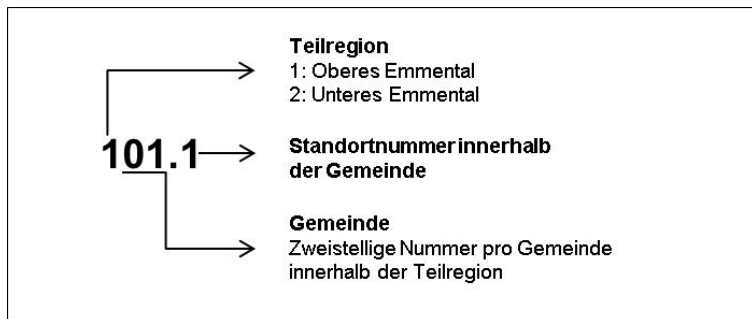 Teilregion
1: Oberes Emmental
2: Unteres Emmental
101.1
Standortnummer innerhalb
der Gemeinde
Gemeinde
Zweistellige Nummer pro Gemeinde
innerhalb der Teilregion